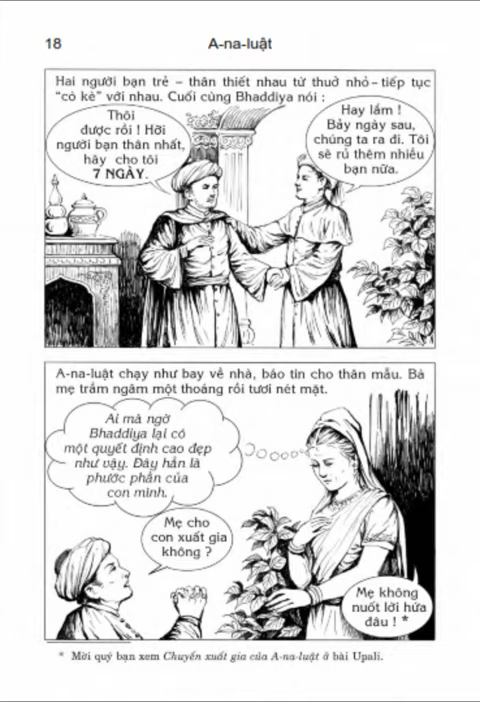 18
A-na-luật
Hai người bạn trẻ – thân thiết nhau từ thuở nhỏ – tiếp tục
“cò kè” với nhau. Cuối cùng Bhaddiya nói :
Thôi
được rồi ! Hỡi
người bạn thân nhất,
hãy cho tôi
7 NGÀY.
Hay lắm !
Bảy ngày sau,
chúng ta ra đi. Tôi
sẽ rủ thêm nhiều
bạn nữa.
A-na-luật chạy như bay về nhà, báo tin cho thân mẫu. Bà
mẹ trầm ngâm một thoáng rồi tươi nét mặt.
Ai mà ngờ
Bhaddiya lại có
một quyết định cao đẹp
như vậy. Đây hẳn là
phước phần của
con mình.
Mẹ cho
con xuất gia
không ?
Mẹ không
nuốt lời hứa
đâu ! *
* Mời quý bạn xem Chuyến xuất gia của A-na-luật ở bài Upali.